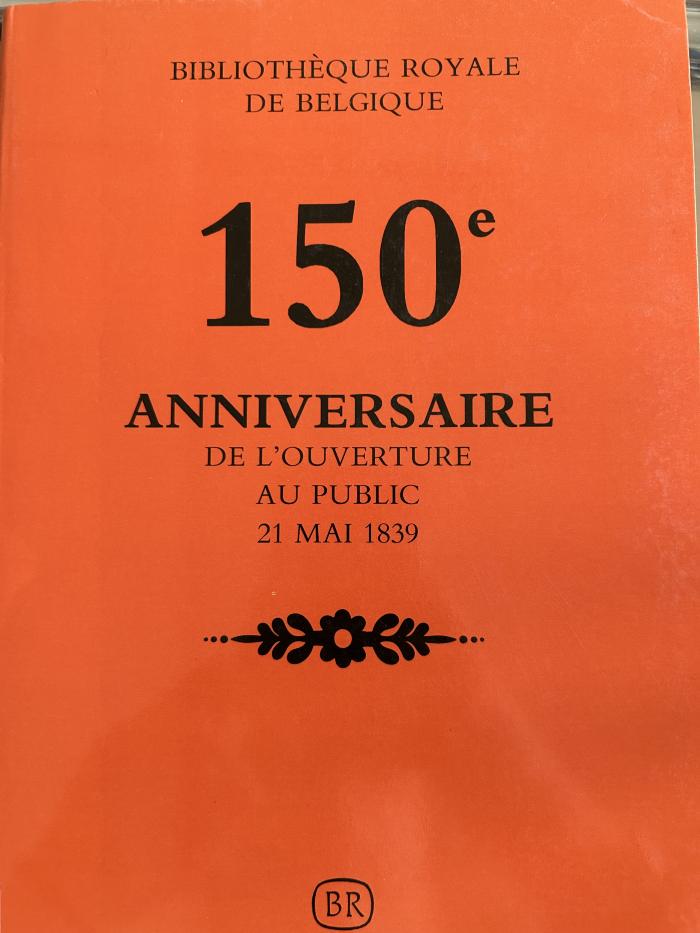 BIBLIOTHÈQUE ROYALE
DE BELGIQUE
150e
ANNIVERSAIRE
DE L'OUVERTURE
AU PUBLIC
21 MAI 1839
BR